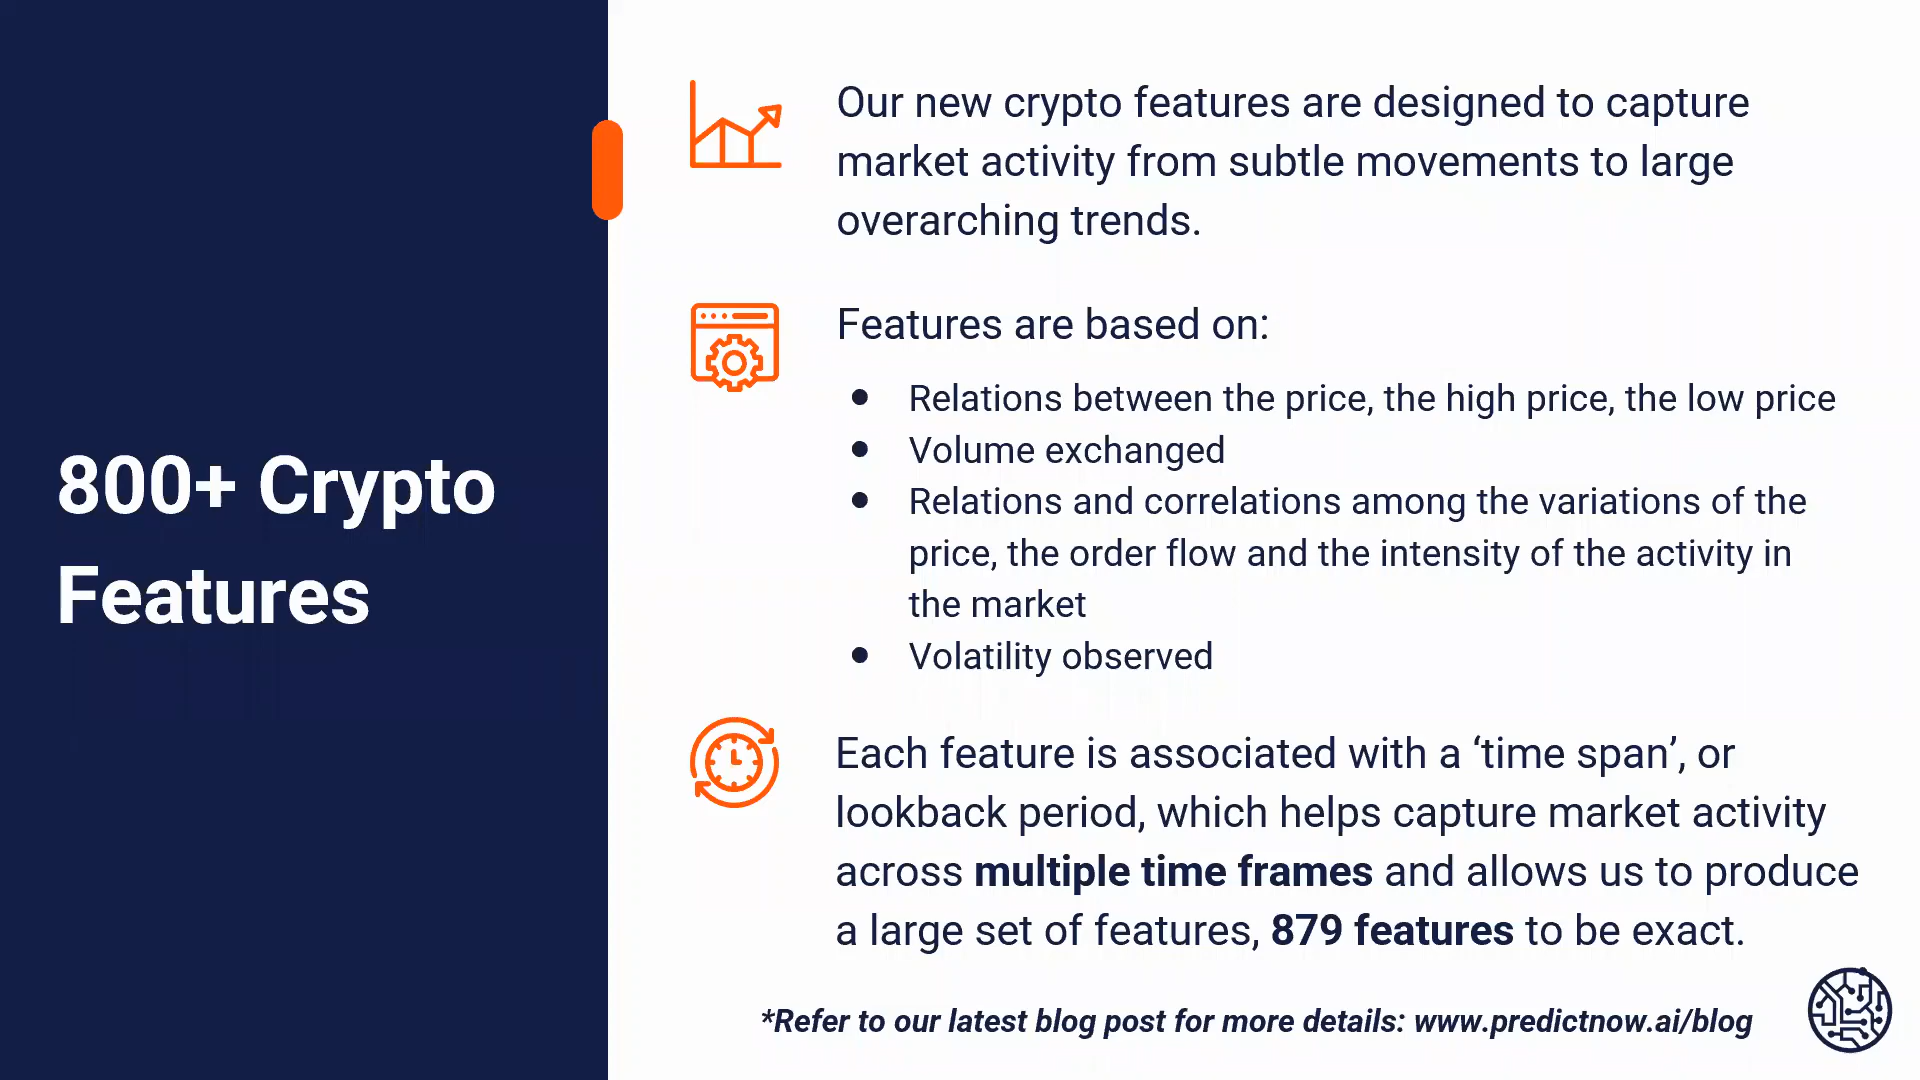 800+ Crypto
Features
Our new crypto features are designed to capture
market activity from subtle movements to large
overarching trends.
Features are based on:
● Relations between the price, the high price, the low price
● Volume exchanged
● Relations and correlations among the variations of the
price, the order flow and the intensity of the activity in
the market
● Volatility observed
Each feature is associated with a ‘time span’, or
lookback period, which helps capture market activity
across multiple time frames and allows us to produce
a large set of features, 879 features to be exact.
*Refer to our latest blog post for more details: www.predictnow.ai/blog